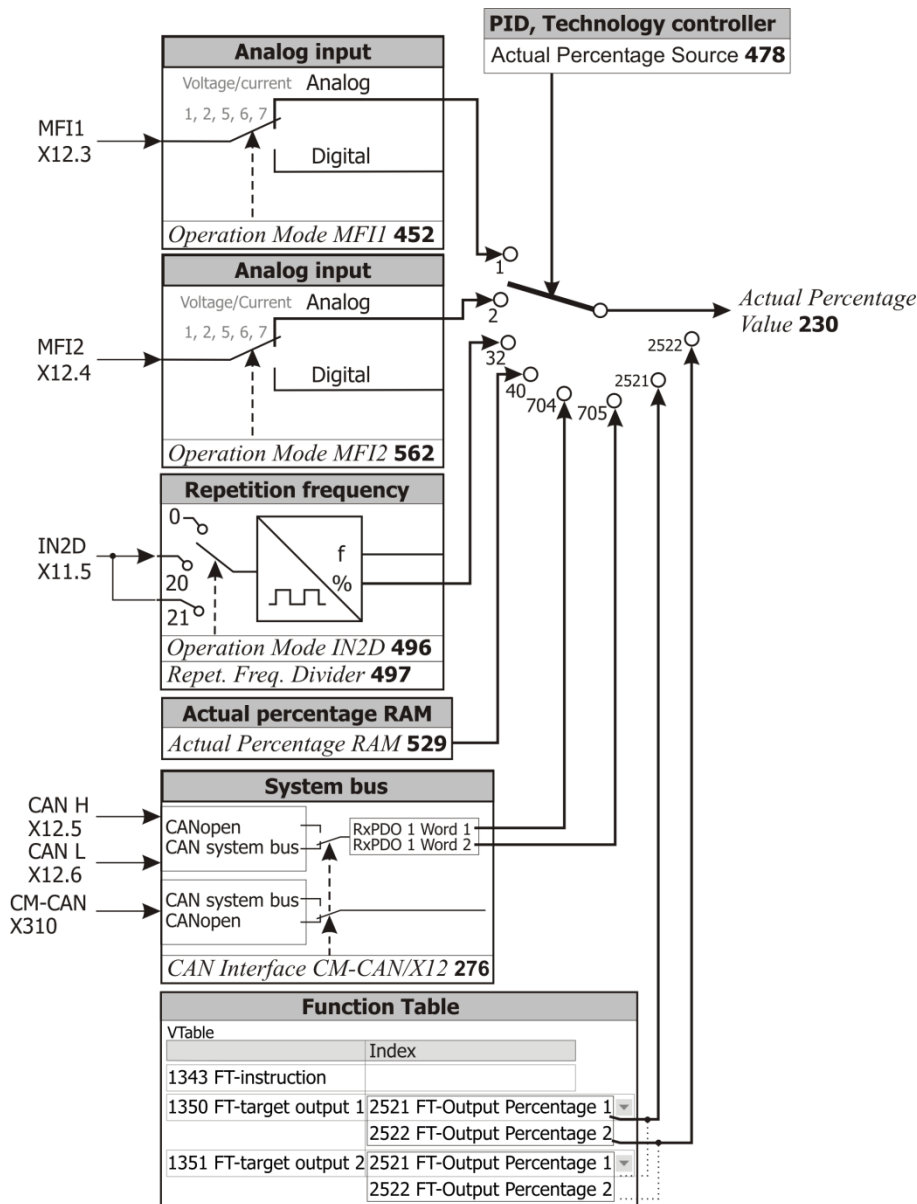 PID, Technology controller
Actual Percentage Source 478
Analog input
Voltage/current Analog
1, 2, 5, 6, 7
MFI1
X12.3
Digital
Operation Mode MFI1 452
Analog input
Voltage/Current Analog
1, 2, 5, 6, 7
MFI2
X12.4
Digital
Operation Mode MFI2 562
1
2
32
40
704
705
2521
2522
Actual Percentage
Value 230
Repetition frequency
0
IN2D
X11.5
20
21
f
%
Operation Mode IN2D 496
Repet. Freq. Divider 497
Actual percentage RAM
Actual Percentage RAM 529
System bus
CAN H
X12.5
CAN L
X12.6
CANopen
CAN system bus
RxPDO 1 Word 1
RxPDO 1 Word 2
CM-CAN
X310
CAN system bus
CANopen
CAN Interface CM-CAN/X12 276
Function Table
VTable
Index
1343 FT-instruction
1350 FT-target output 1 2521 FT-Output Percentage 1
2522 FT-Output Percentage 2
1351 FT-target output 2 2521 FT-Output Percentage 1
2522 FT-Output Percentage 2